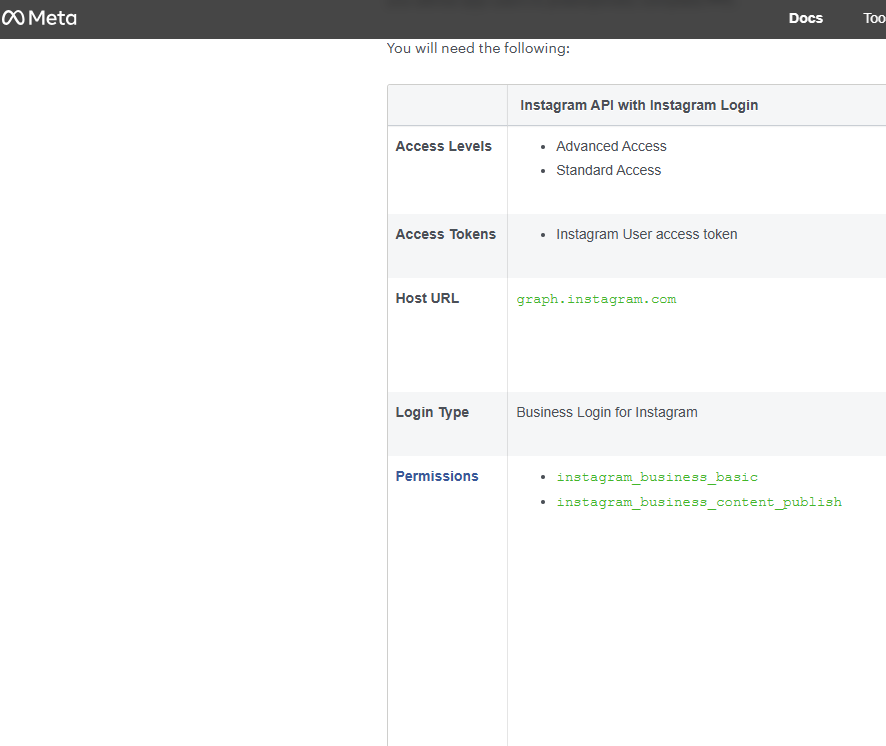 Meta
Docs
Too
You will need the following:
Instagram API with Instagram Login
Access Levels
Advanced Access
Standard Access
Access Tokens
Instagram User access token
Host URL
graph.instagram.com
Login Type
Business Login for Instagram
Permissions
instagram_business_basic
instagram_business_content_publish